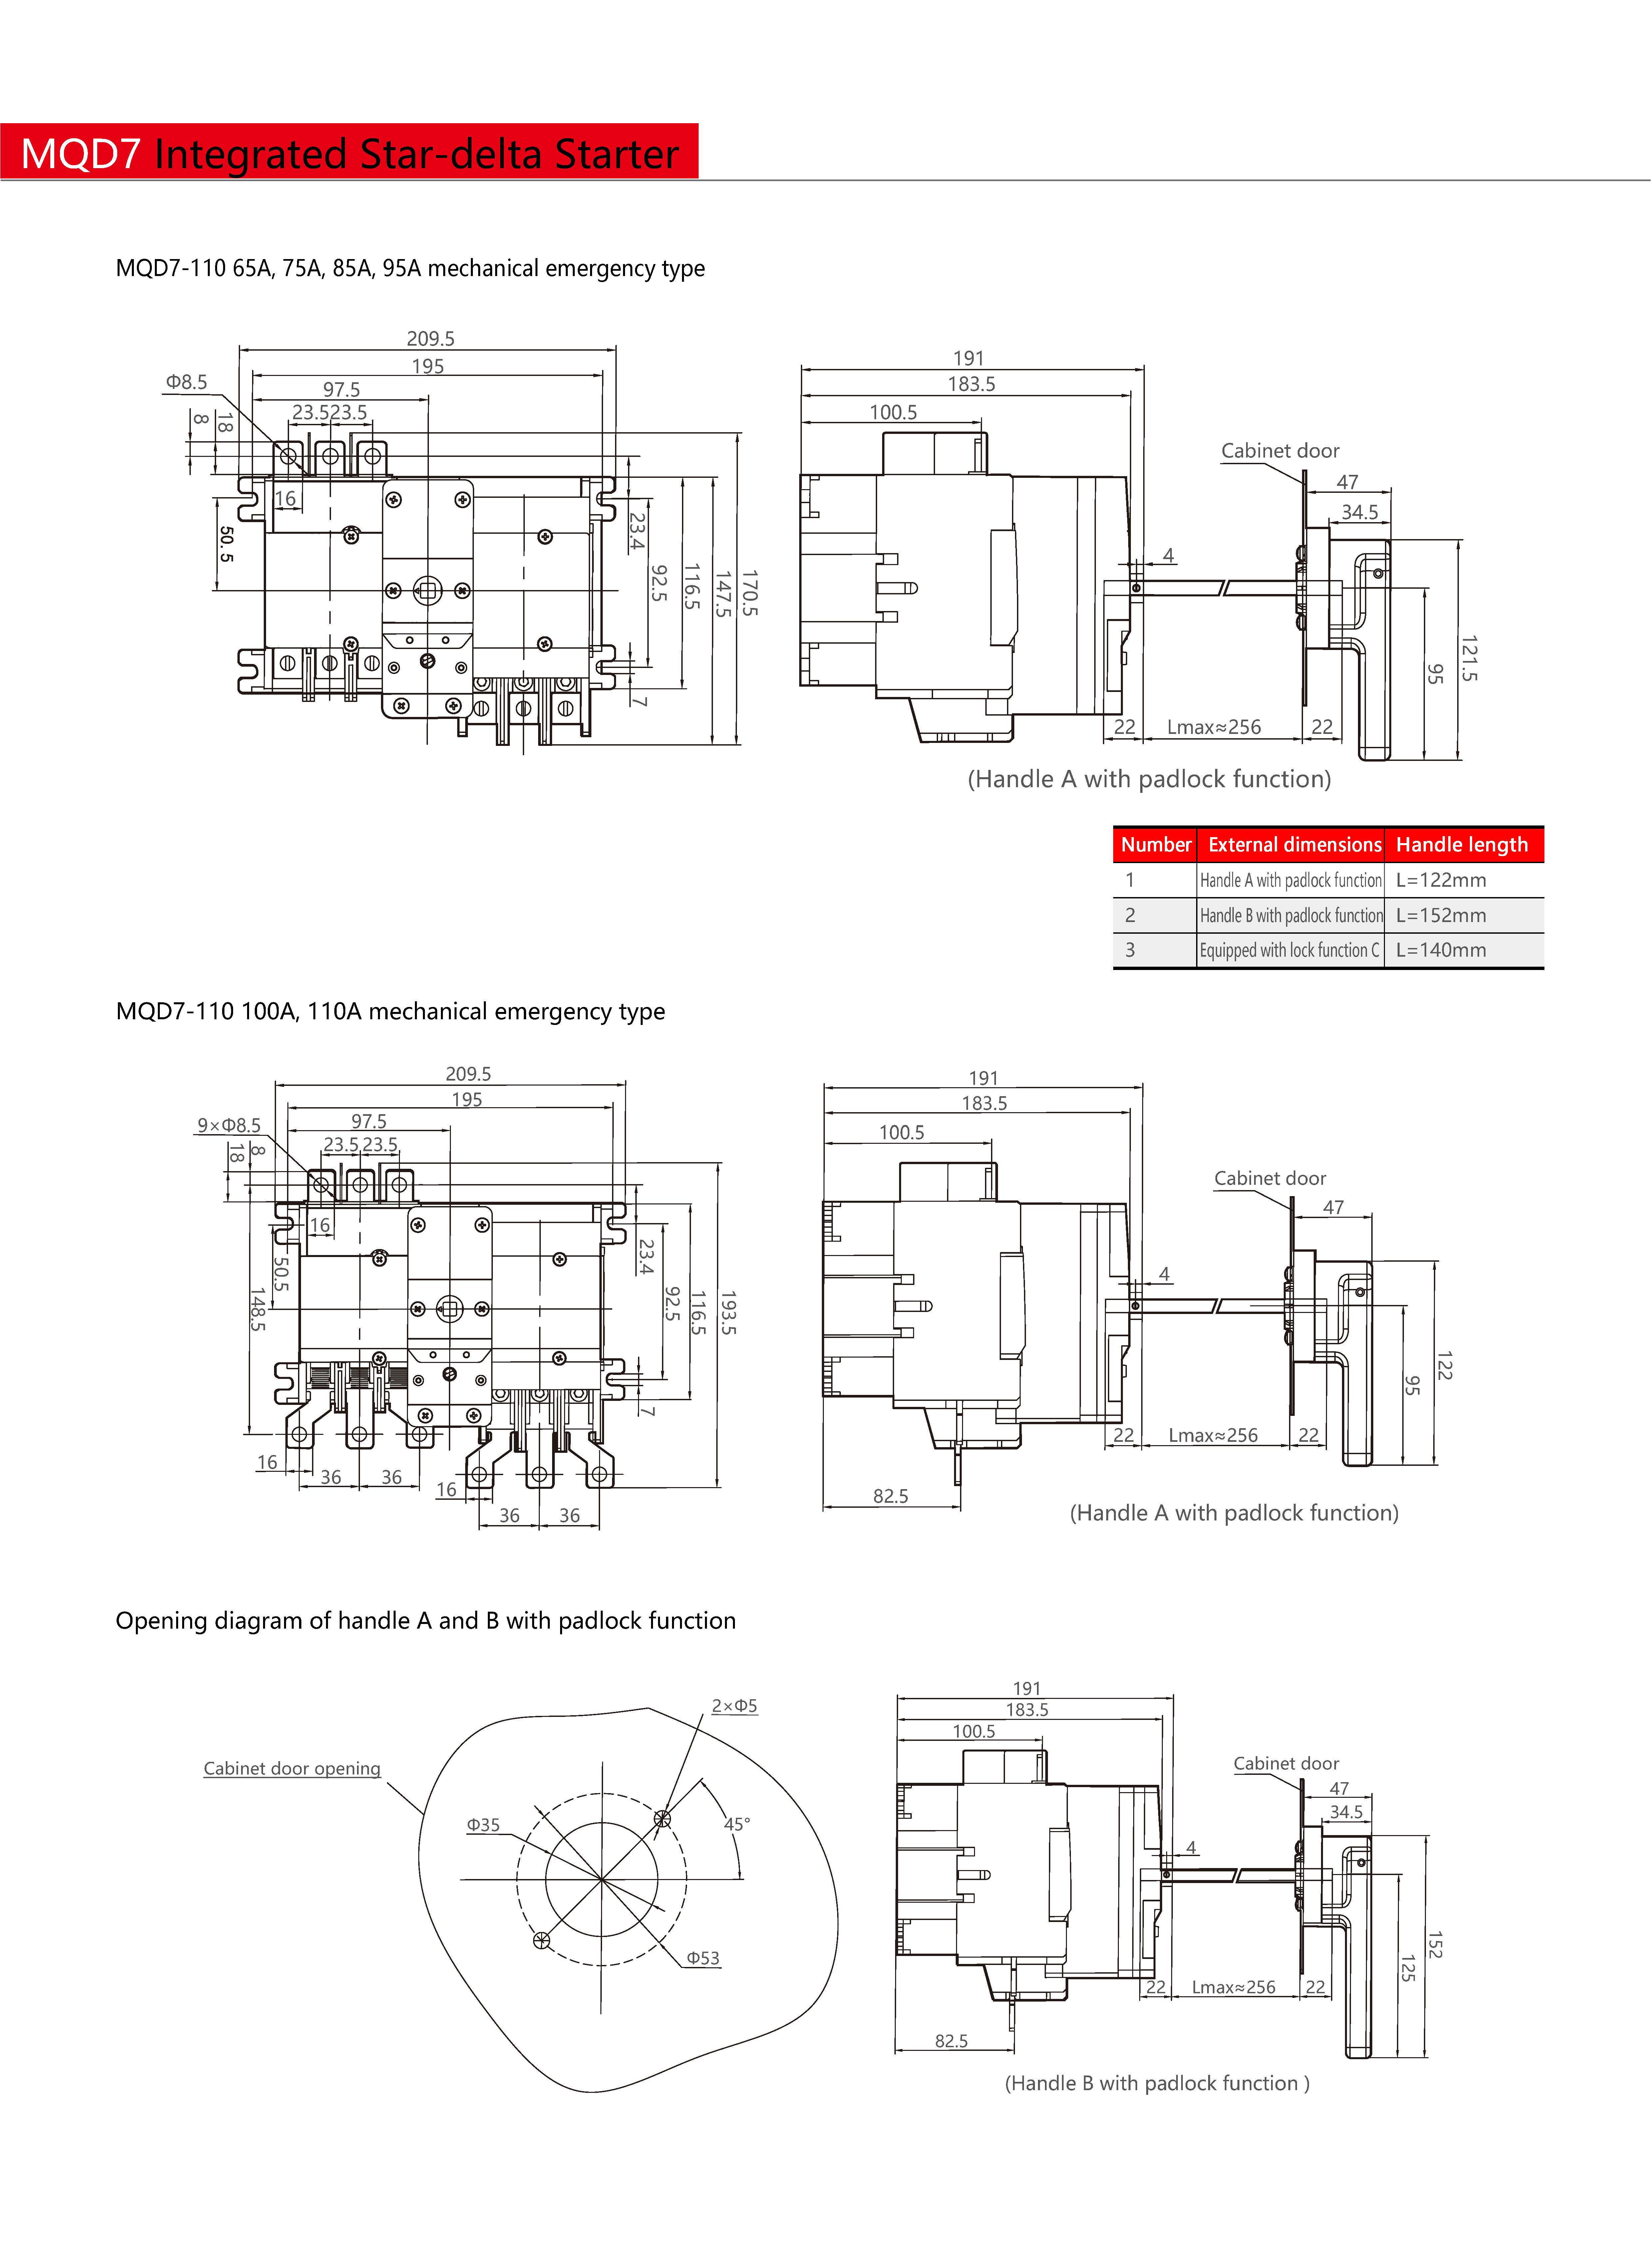 MQD7 Integrated Star-delta Starter
MQD7-110 65A, 75A, 85A, 95A mechanical emergency type
209.5
195
97.5
Φ8.5
23.5 23.5
8
18
16
50.5
23.4
92.5
116.5
147.5
170.5
7
191
183.5
100.5
Cabinet door
47
34.5
4
95
121.5
22
Lmax≈256
22
(Handle A with padlock function)
Number External dimensions Handle length
1 Handle A with padlock function L=122mm
2 Handle B with padlock function L=152mm
3 Equipped with lock function C L=140mm
MQD7-110 100A, 110A mechanical emergency type
209.5
195
97.5
9×Φ8.5
23.5 23.5
18
8
16
50.5
148.5
23.4
92.5
116.5
193.5
7
16
36
36
16
36
36
191
183.5
100.5
Cabinet door
47
4
95
122
22
Lmax≈256
22
82.5
(Handle A with padlock function)
Opening diagram of handle A and B with padlock function
2×Φ5
Cabinet door opening
Φ35
45°
Φ53
191
183.5
100.5
Cabinet door
47
34.5
4
125
152
22
Lmax≈256
22
82.5
(Handle B with padlock function )